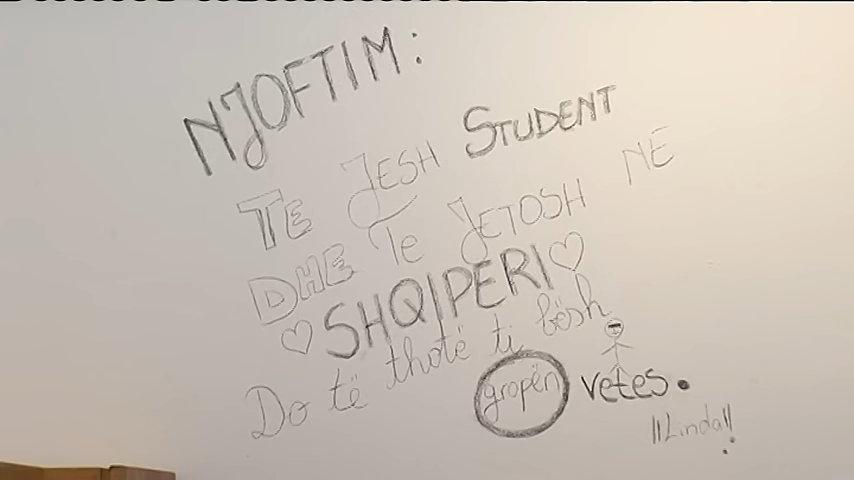 NJOFTIM:
TE JESH STUDENT
DHE Te JETOSH NE
♡ SHQIPERI ♡
Do të thotë ti bësh
gropën vetes.
||Linda||